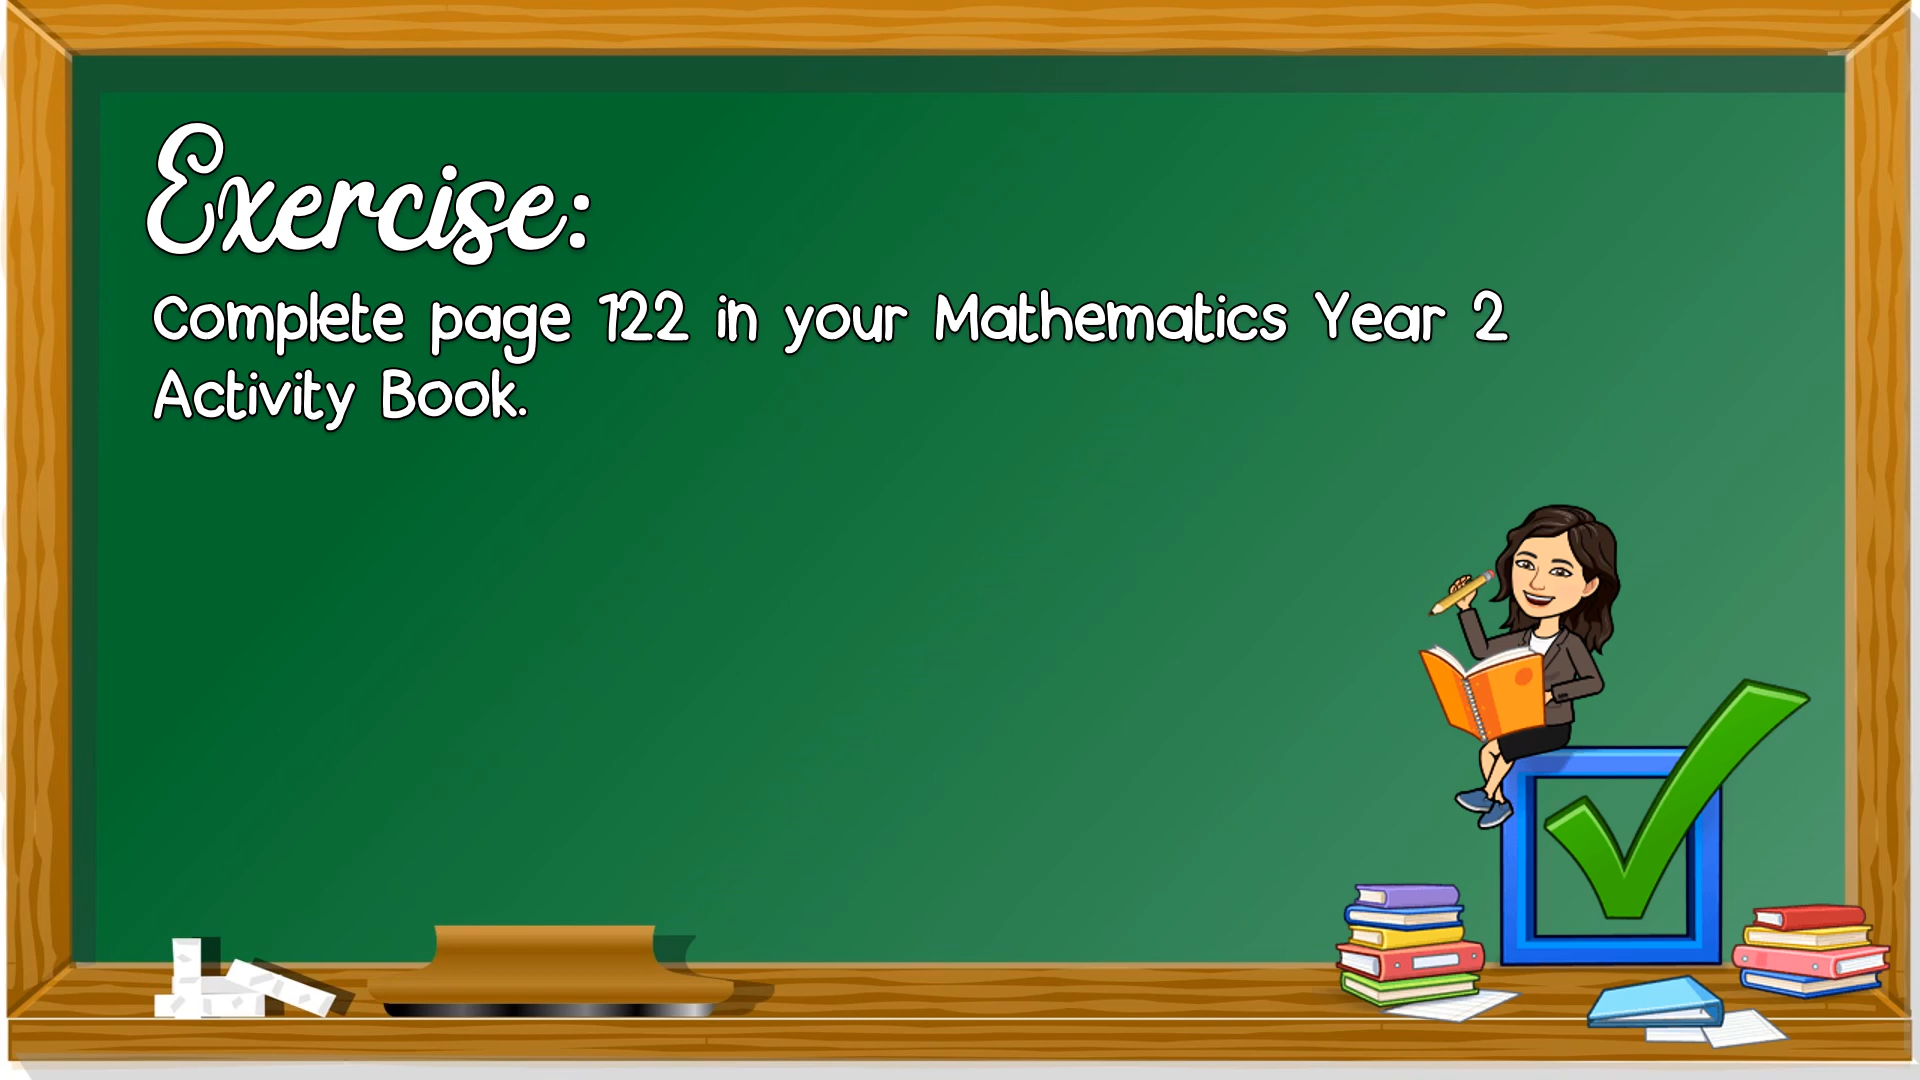 Exercise:
Complete page 122 in your Mathematics Year 2
Activity Book.